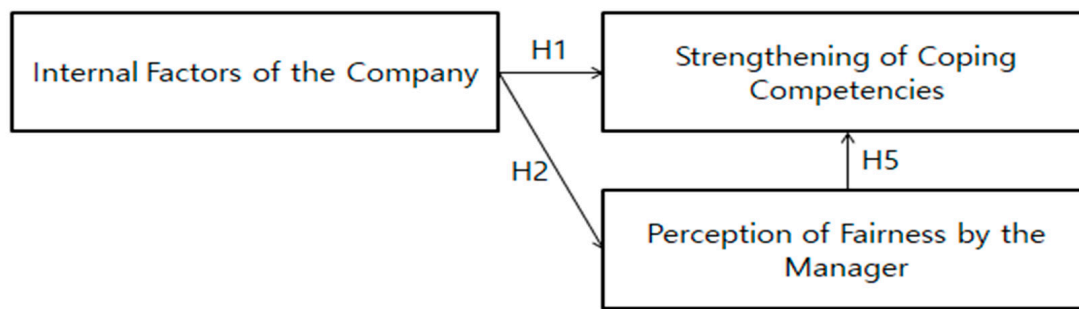 Internal Factors of the Company
H1
Strengthening of Coping
Competencies
H2
H5
Perception of Fairness by the
Manager